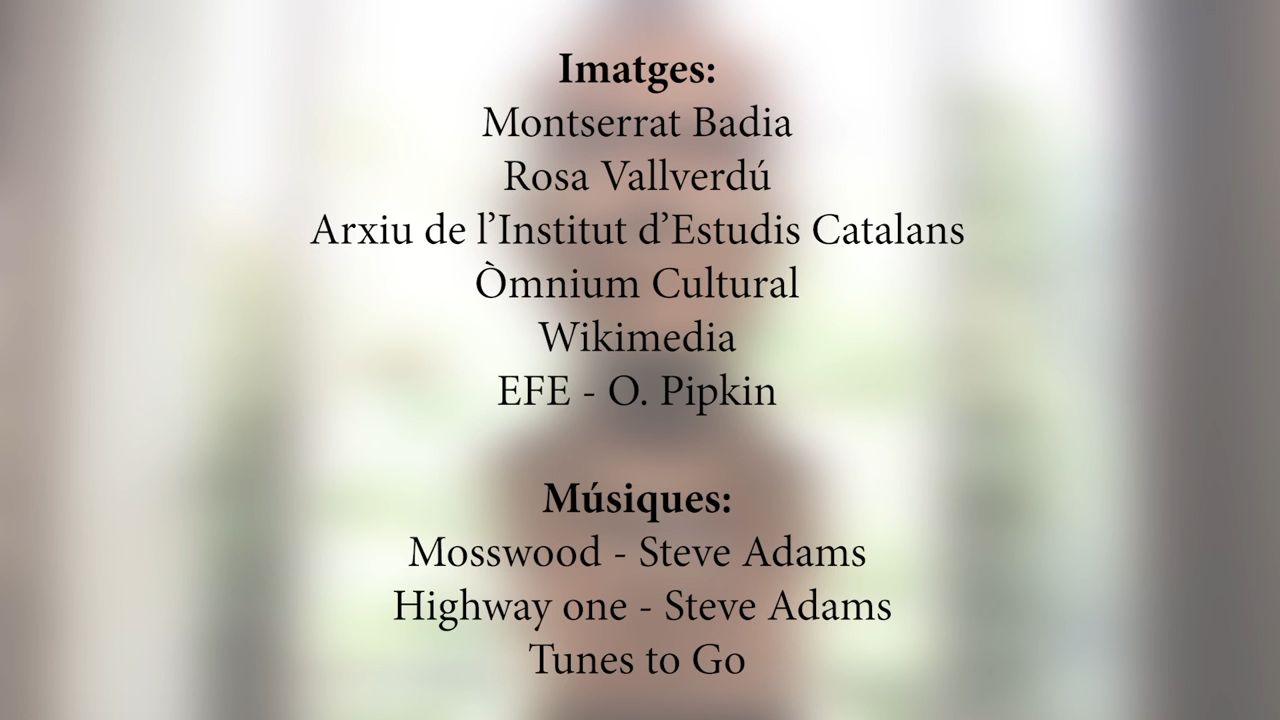 Imatges:
Montserrat Badia
Rosa Vallverdú
Arxiu de l’Institut d’Estudis Catalans
Òmnium Cultural
Wikimedia
EFE - O. Pipkin
Músiques:
Mosswood - Steve Adams
Highway one - Steve Adams
Tunes to Go